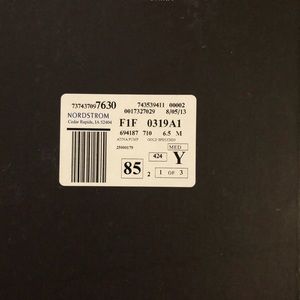 737437097630 743539411 00002
NORDSTROM 0017327029 8/05/13
Cedar Rapids, IA 52404
F1F 0319A1
694187 710 6.5 M
25000179 MED
85 424 Y
2 1 OF 3